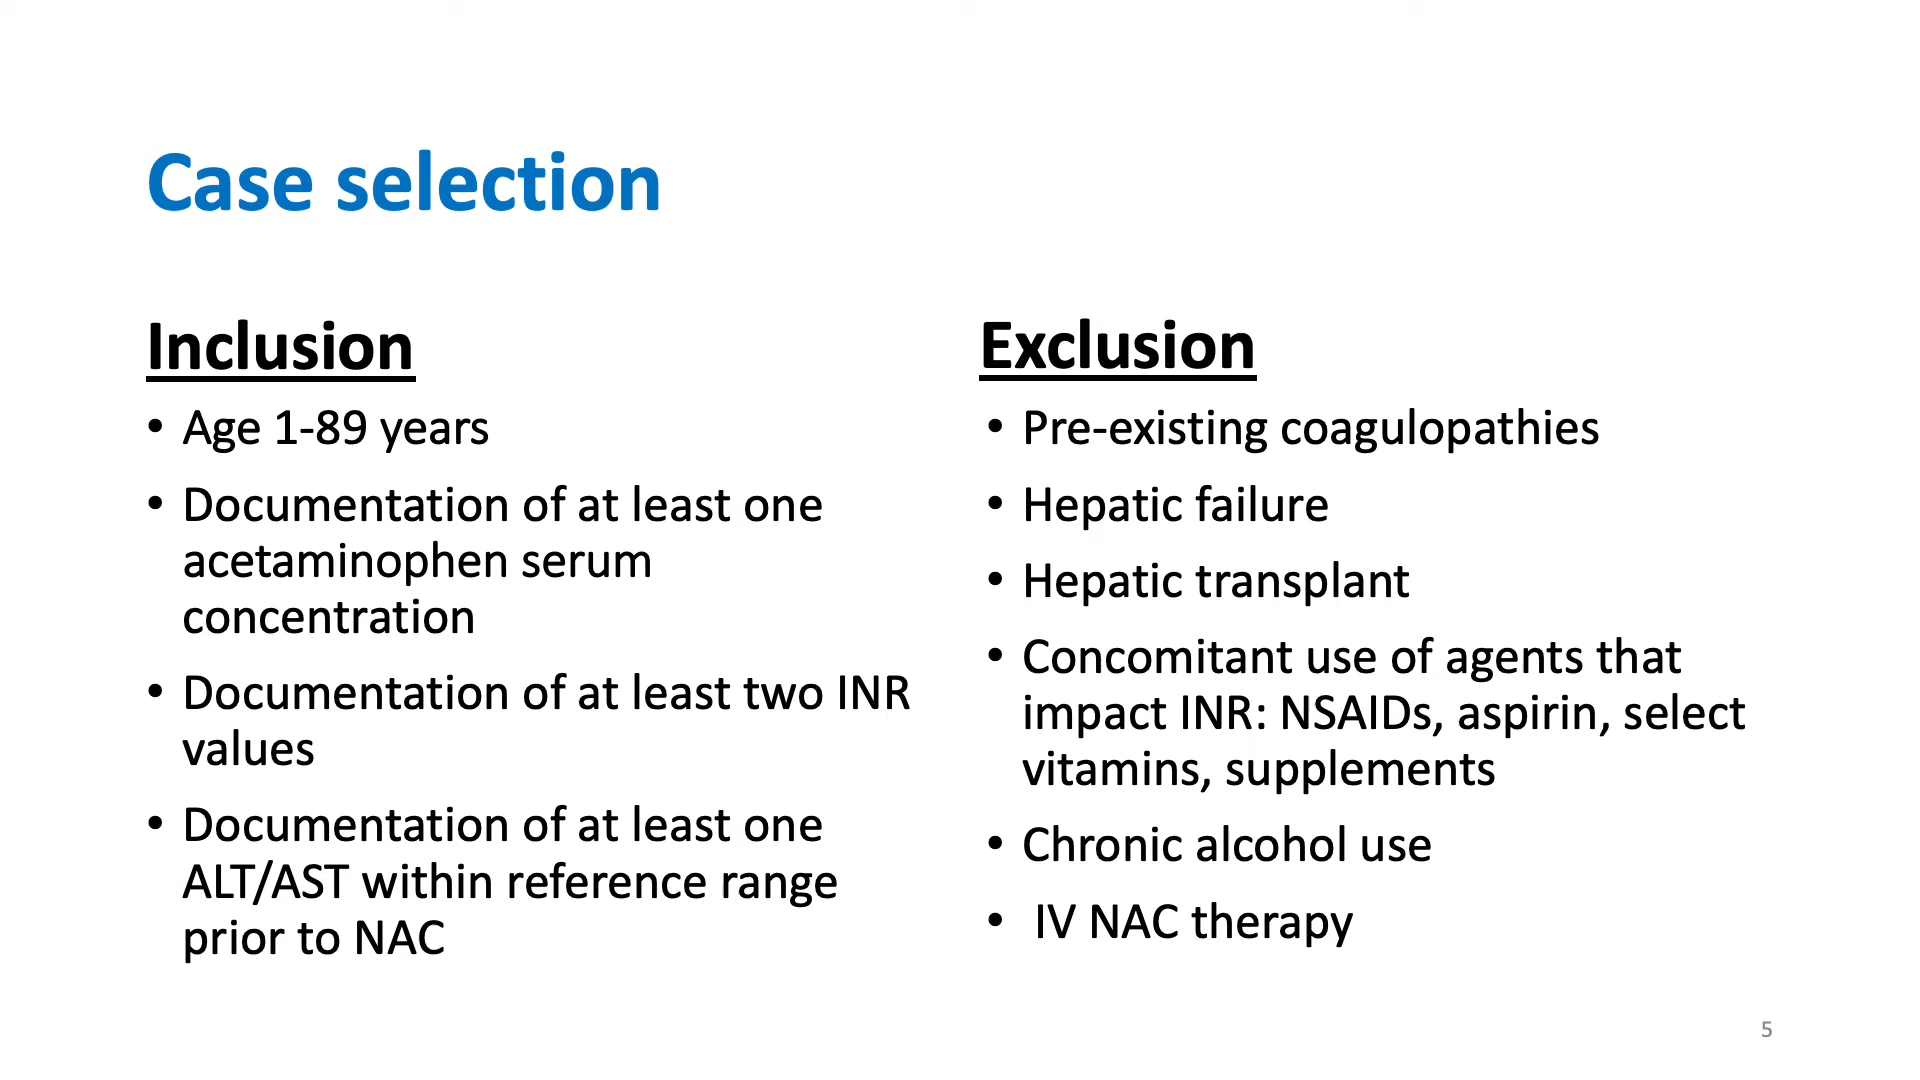 Case selection
Inclusion
• Age 1-89 years
• Documentation of at least one
acetaminophen serum
concentration
• Documentation of at least two INR
values
• Documentation of at least one
ALT/AST within reference range
prior to NAC
Exclusion
• Pre-existing coagulopathies
• Hepatic failure
• Hepatic transplant
• Concomitant use of agents that
impact INR: NSAIDs, aspirin, select
vitamins, supplements
• Chronic alcohol use
• IV NAC therapy
5